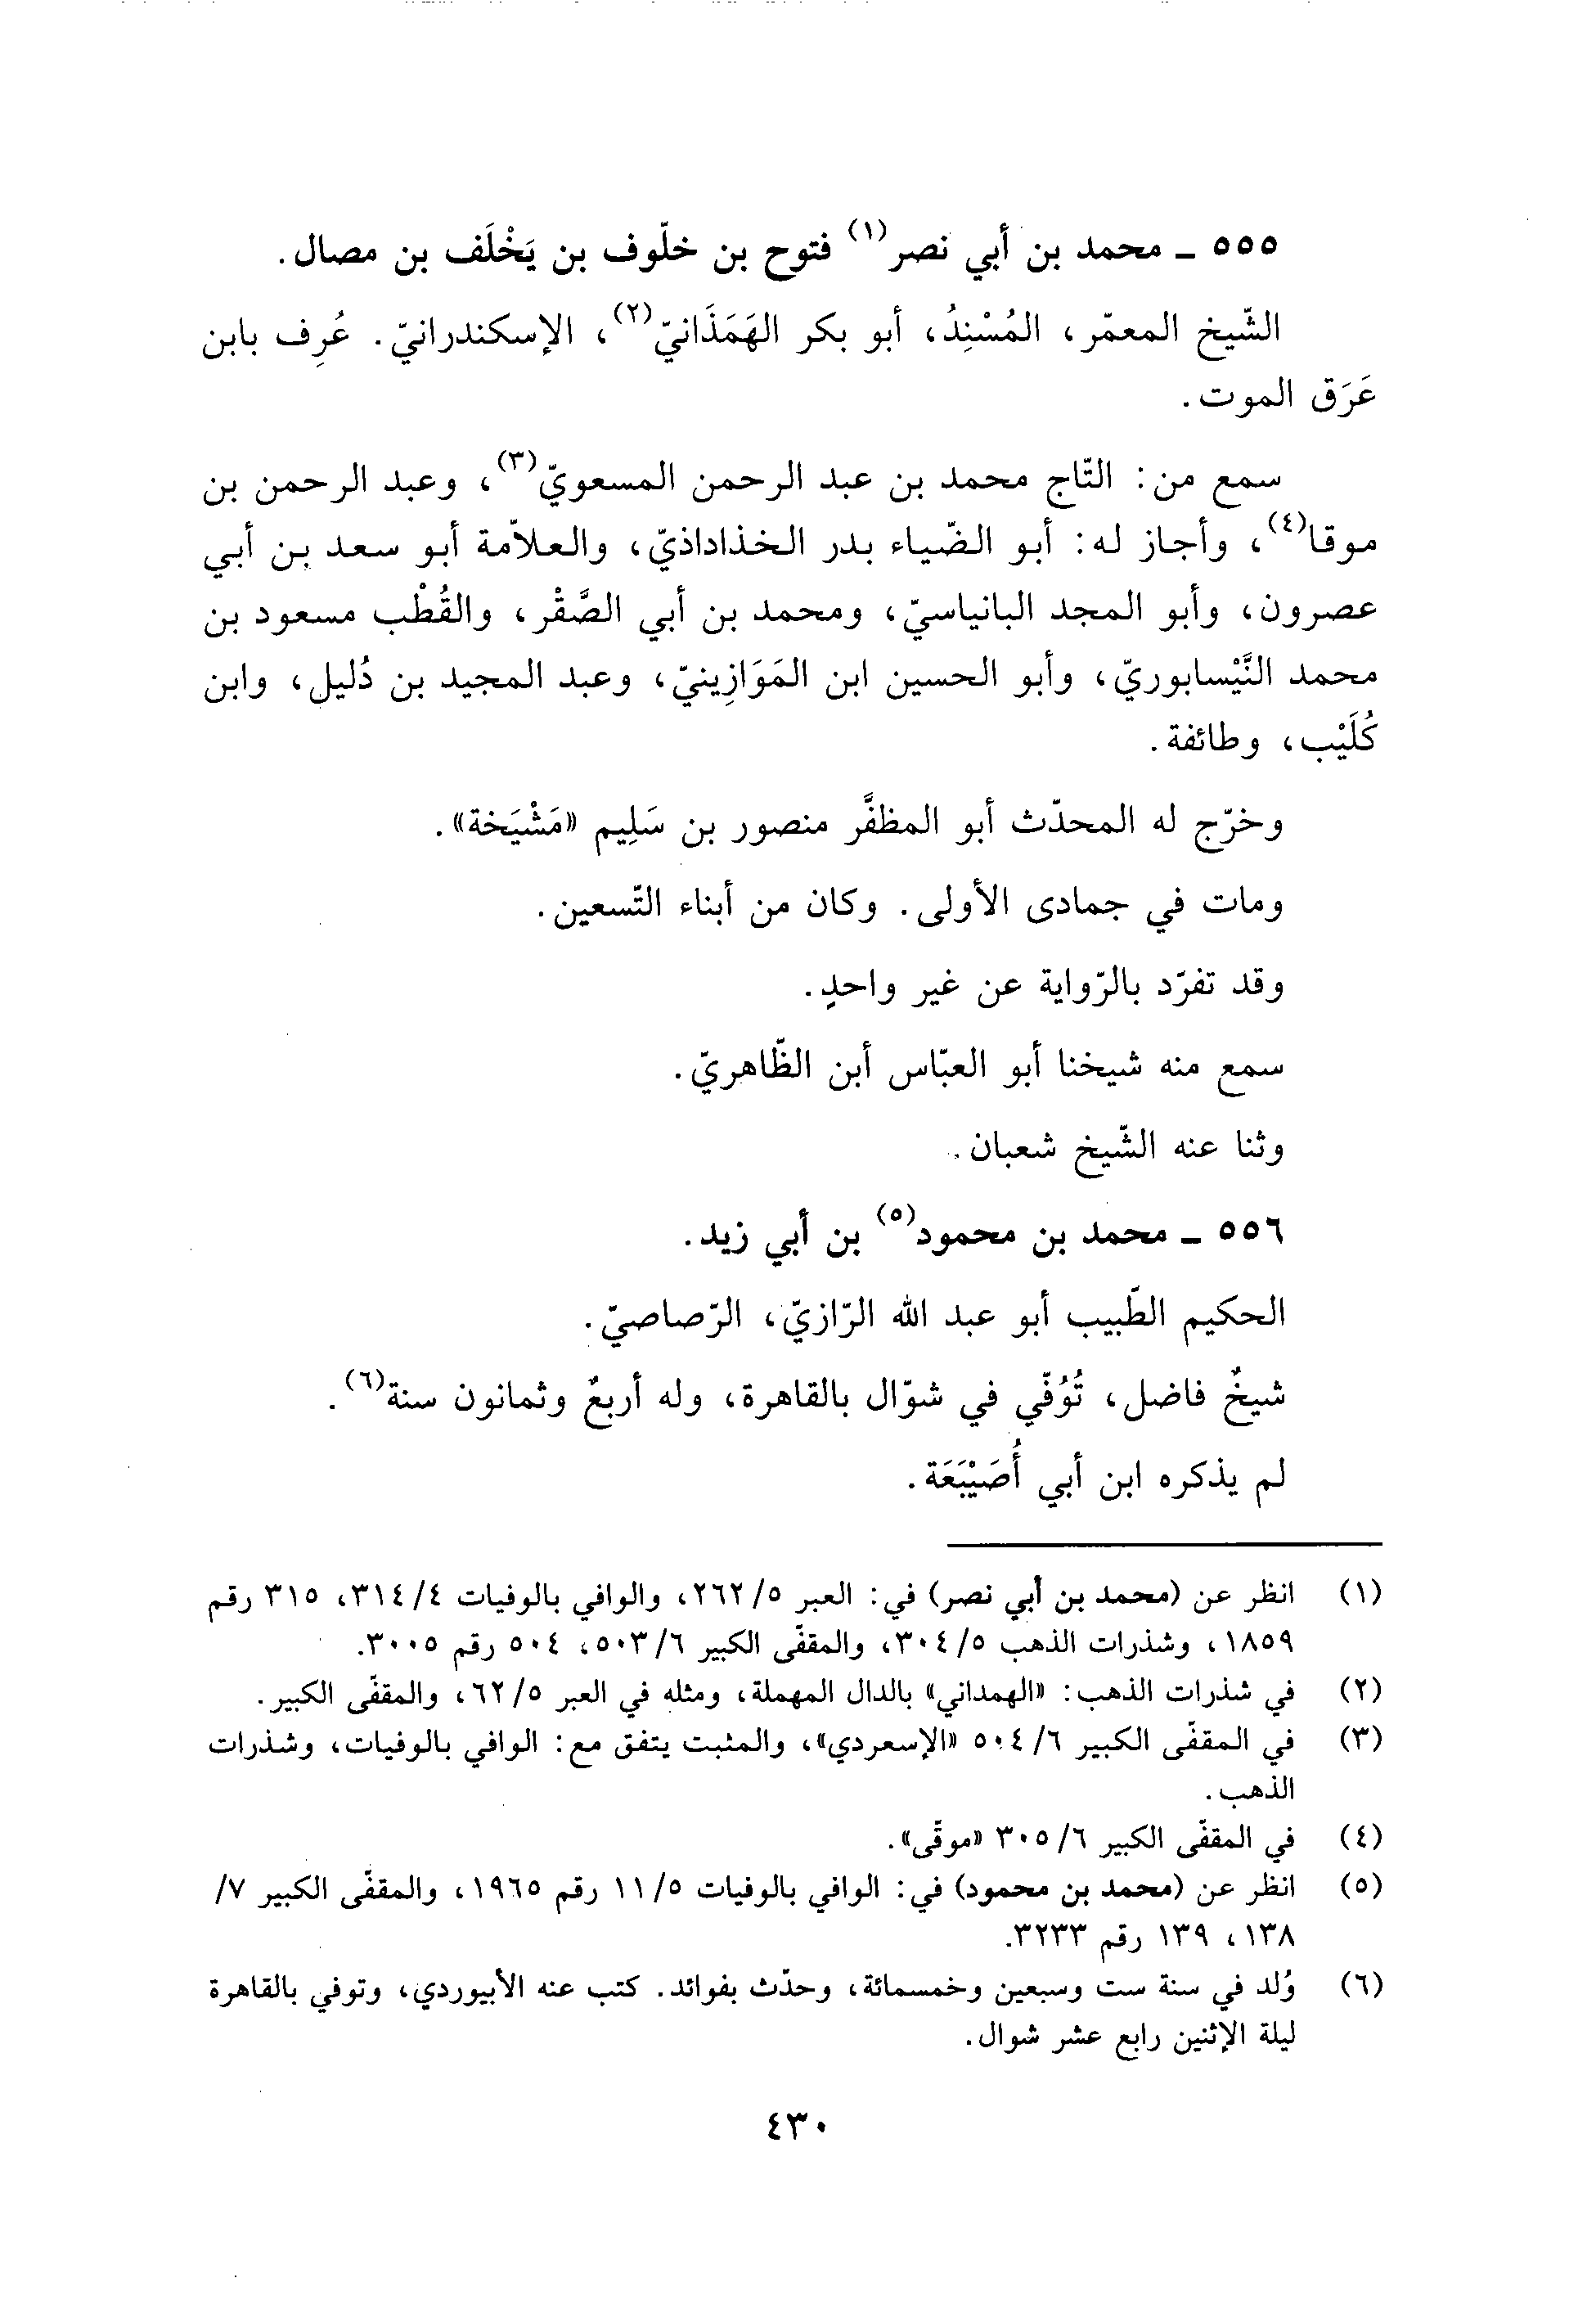 ٥٥٥ ـ محمد بن أبي نصر(١) فتوح بن خلّوف بن يَخْلَف بن مصال.
الشّيخ المعمّر، المُسْنِدُ، أبو بكر الهَمَذَانيّ(٢)، الإسكندرانيّ. عُرِف بابن
عَرَق الموت.
سمع من: التّاج محمد بن عبد الرحمن المسعويّ(٣)، وعبد الرحمن بن
موقا(٤)، وأجاز له: أبو الضّياء بدر الخذاداذيّ، والعلاّمة أبو سعد بن أبي
عصرون، وأبو المجد البانياسيّ، ومحمد بن أبي الصَّقْر، والقُطْب مسعود بن
محمد النَّيْسابوريّ، وأبو الحسين ابن المَوَازِينيّ، وعبد المجيد بن دُليل، وابن
كُلَيْب، وطائفة.
وخرّج له المحدّث أبو المظفَّر منصور بن سَلِيم «مَشْيَخة».
ومات في جمادى الأولى. وكان من أبناء التّسعين.
وقد تفرّد بالرّواية عن غير واحدٍ.
سمع منه شيخنا أبو العبّاس أبن الظّاهريّ.
وثنا عنه الشّيخ شعبان.
٥٥٦ ـ محمد بن محمود(٥) بن أبي زيد.
الحكيم الطّبيب أبو عبد الله الرّازيّ، الرّصاصيّ.
شيخٌ فاضل، تُوُفّي في شوّال بالقاهرة، وله أربعٌ وثمانون سنة(٦).
لم يذكره ابن أبي أُصَيْبَعَة.
(١) انظر عن (محمد بن أبي نصر) في: العبر ٥/٢٦٢، والوافي بالوفيات ٤/٣١٤، ٣١٥ رقم
١٨٥٩، وشذرات الذهب ٥/٣٠٤، والمقفّى الكبير ٦/٥٠٣، ٥٠٤ رقم ٣٠٠٥.
(٢) في شذرات الذهب: «الهمداني» بالدال المهملة، ومثله في العبر ٥/٦٢، والمقفّى الكبير.
(٣) في المقفّى الكبير ٦/٥٠٤ «الإسعردي»، والمثبت يتفق مع: الوافي بالوفيات، وشذرات
الذهب.
(٤) في المقفّى الكبير ٦/٣٠٥ «موقّى».
(٥) انظر عن (محمد بن محمود) في: الوافي بالوفيات ٥/١١ رقم ١٩٦٥، والمقفّى الكبير ٧/
١٣٨، ١٣٩ رقم ٣٢٣٣.
(٦) وُلد في سنة ست وسبعين وخمسمائة، وحدّث بفوائد. كتب عنه الأبيوردي، وتوفي بالقاهرة
ليلة الإثنين رابع عشر شوال.
٤٣٠